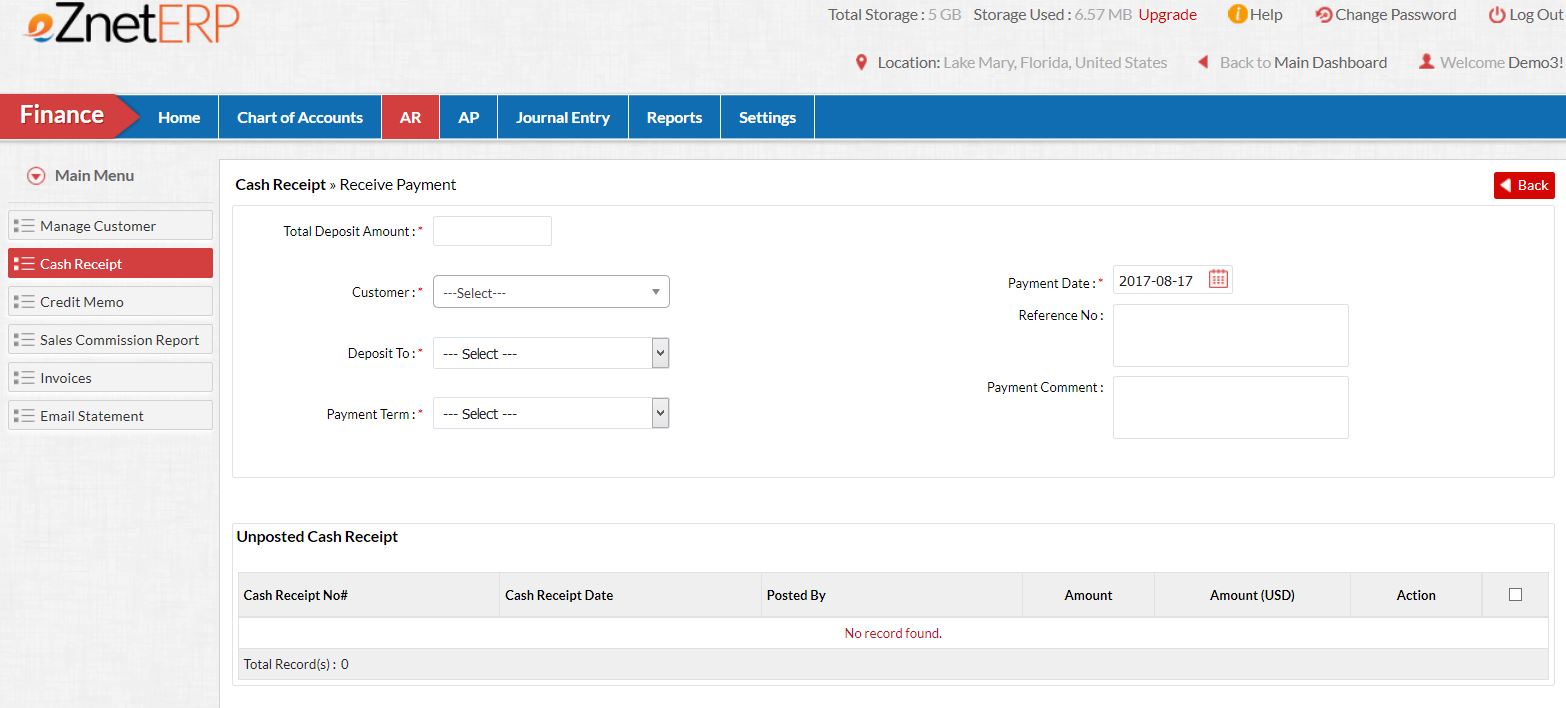 eZnetERP
Total Storage : 5 GB Storage Used : 6.57 MB Upgrade Help Change Password Log Out
Location: Lake Mary, Florida, United States Back to Main Dashboard Welcome Demo3!
Finance Home Chart of Accounts AR AP Journal Entry Reports Settings
Main Menu
Manage Customer
Cash Receipt
Credit Memo
Sales Commission Report
Invoices
Email Statement
Cash Receipt » Receive Payment Back
Total Deposit Amount : *
Customer : * ---Select---
Deposit To : * --- Select ---
Payment Term : * --- Select ---
Payment Date : * 2017-08-17
Reference No :
Payment Comment :
Unposted Cash Receipt
Cash Receipt No# Cash Receipt Date Posted By Amount Amount (USD) Action
No record found.
Total Record(s) : 0